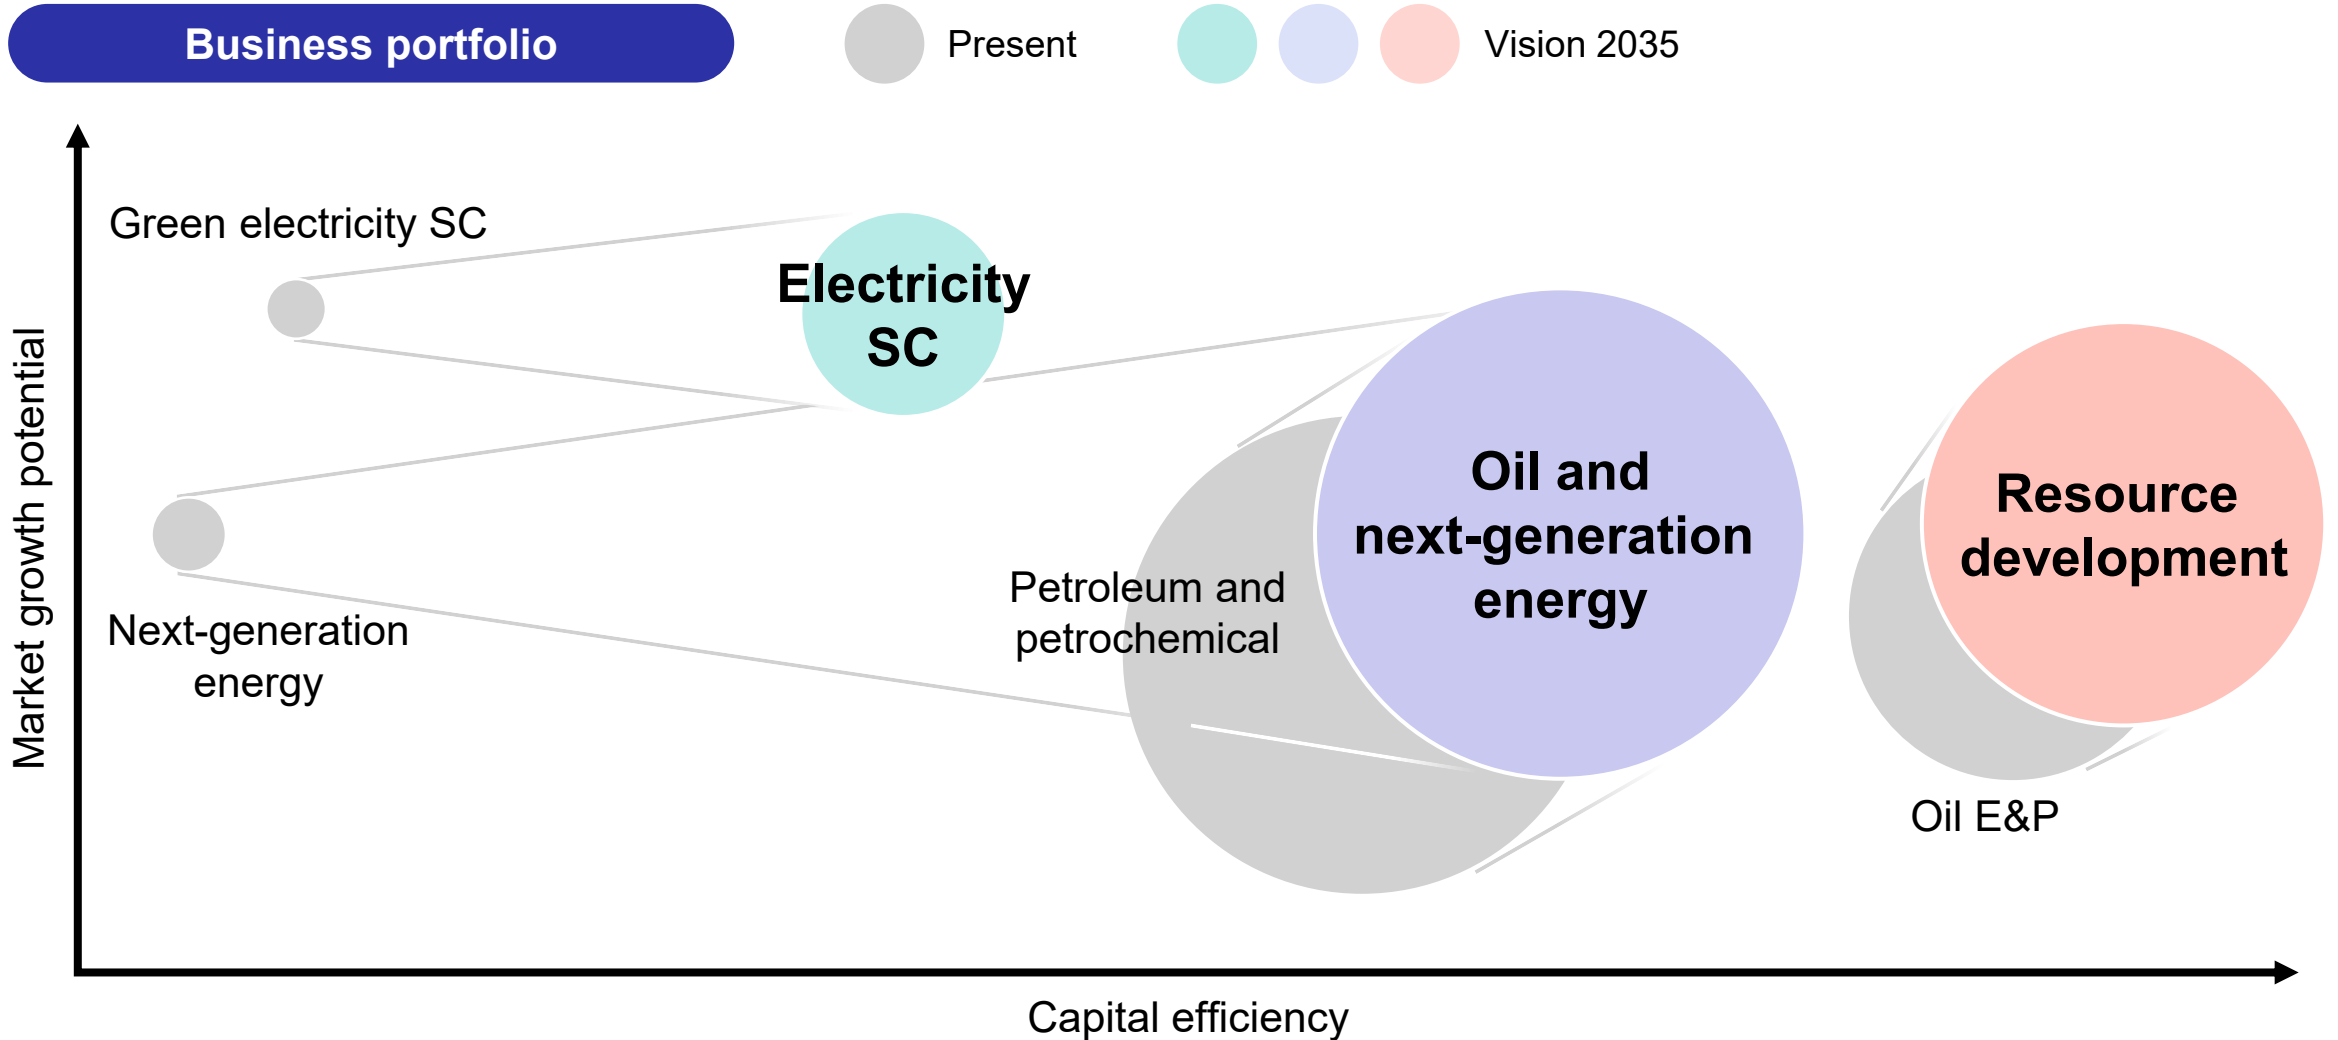 Business portfolio
Present
Vision 2035
Green electricity SC
Electricity
SC
Market growth potential
Next-generation
energy
Petroleum and
petrochemical
Oil and
next-generation
energy
Resource
development
Oil E&P
Capital efficiency